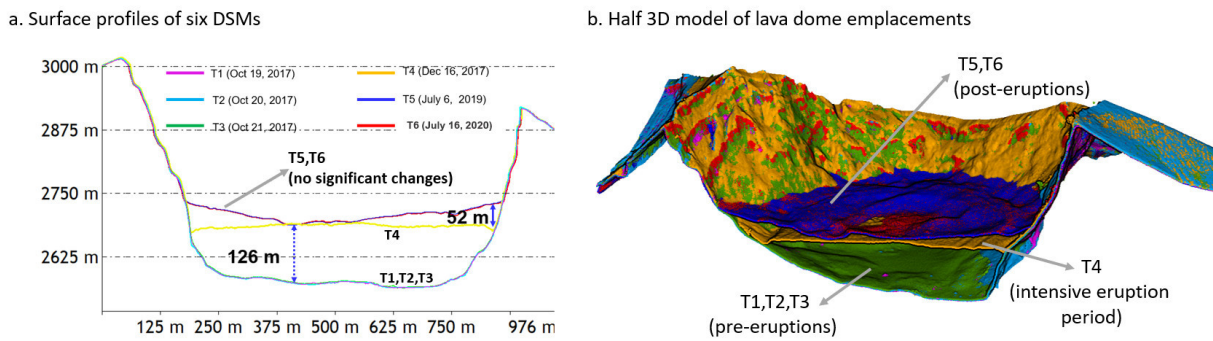 a. Surface profiles of six DSMs
3000 m
2875 m
2750 m
2625 m
T1 (Oct 19, 2017)
T2 (Oct 20, 2017)
T3 (Oct 21, 2017)
T4 (Dec 16, 2017)
T5 (July 6, 2019)
T6 (July 16, 2020)
T5,T6
(no significant changes)
52 m
T4
126 m
T1,T2,T3
125 m
250 m
375 m
500 m
625 m
750 m
976 m
b. Half 3D model of lava dome emplacements
T5,T6
(post-eruptions)
T4
(intensive eruption
period)
T1,T2,T3
(pre-eruptions)